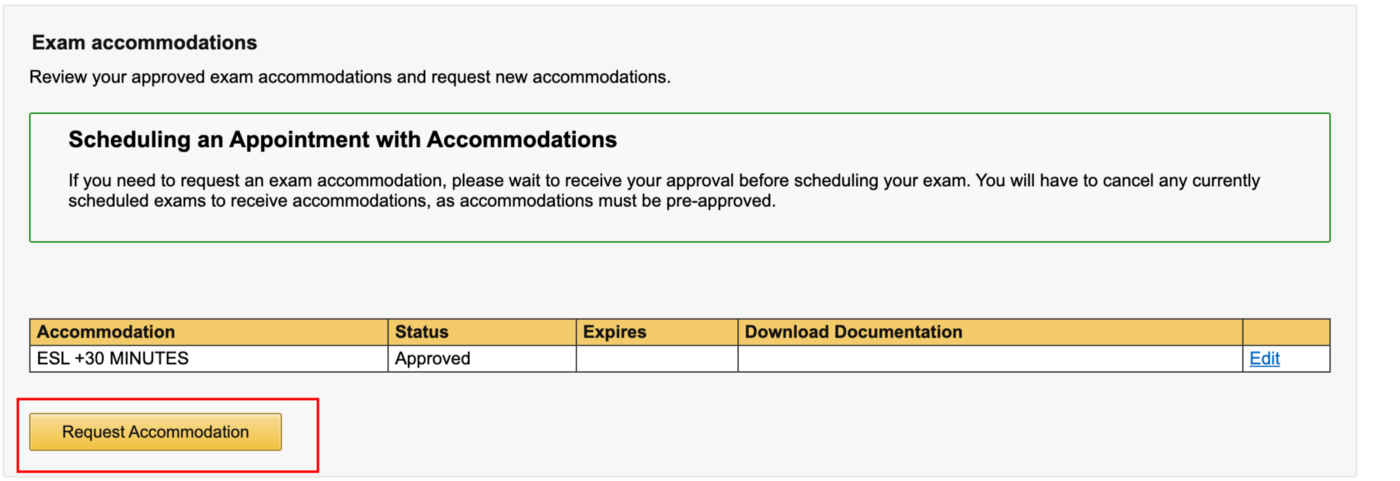 Exam accommodations
Review your approved exam accommodations and request new accommodations.
Scheduling an Appointment with Accommodations
If you need to request an exam accommodation, please wait to receive your approval before scheduling your exam. You will have to cancel any currently
scheduled exams to receive accommodations, as accommodations must be pre-approved.
Accommodation Status Expires Download Documentation
ESL +30 MINUTES Approved Edit
Request Accommodation